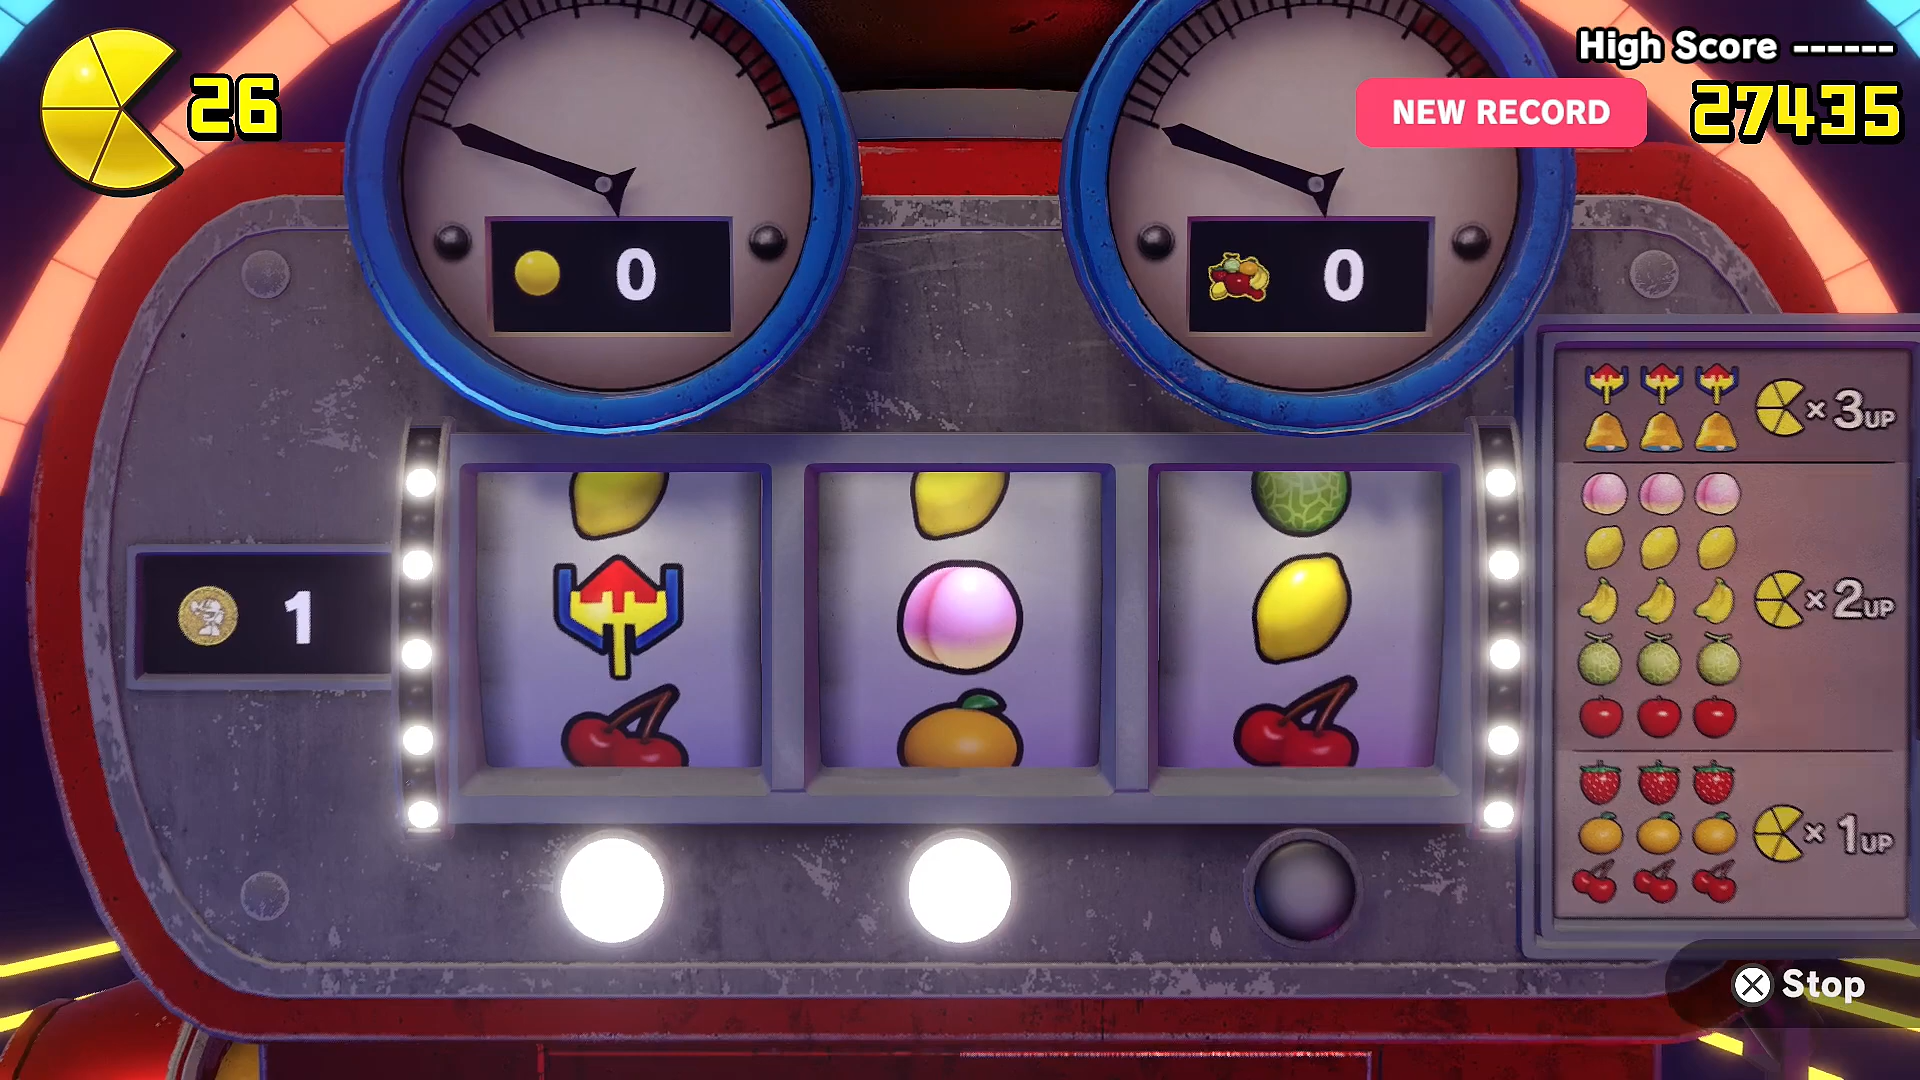 26
High Score ------
NEW RECORD
27435
0
0
1
× 3UP
× 2UP
× 1UP
Stop